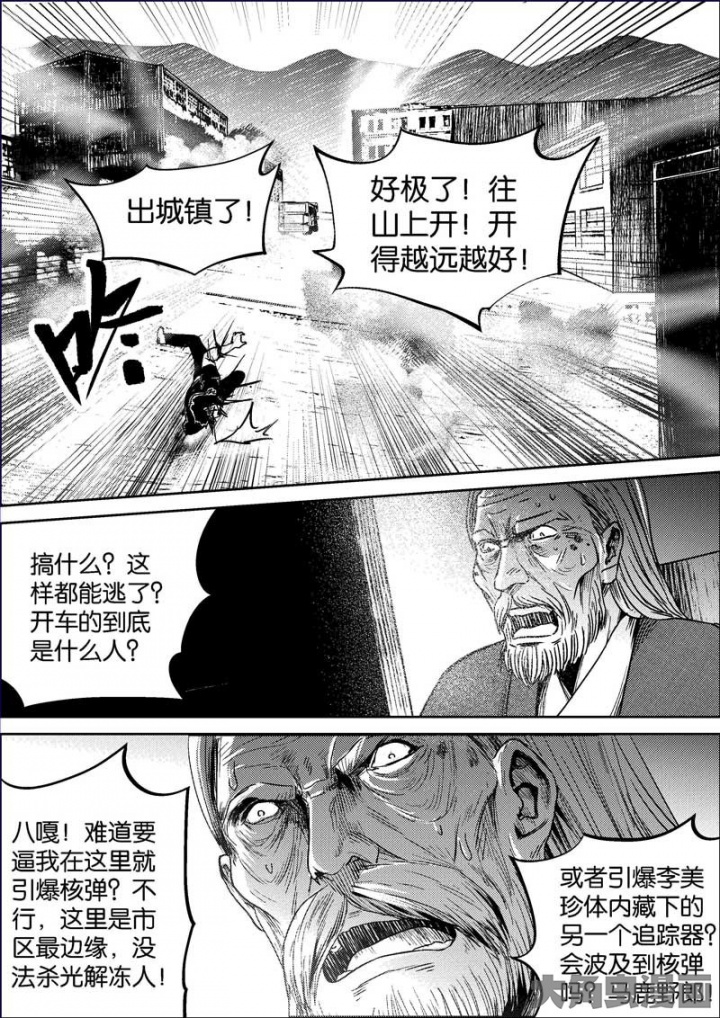 出城镇了！
好极了！往
山上开！开
得越远越好！
咚
搞什么？这
样都能逃了？
开车的到底
是什么人？
八嘎！难道要
逼我在这里就
引爆核弹？不
行，这里是市
区最边缘，没
法杀光解冻人！
或者引爆李美
珍体内藏下的
另一个追踪器？
会波及到核弹
吗？马鹿野郎！